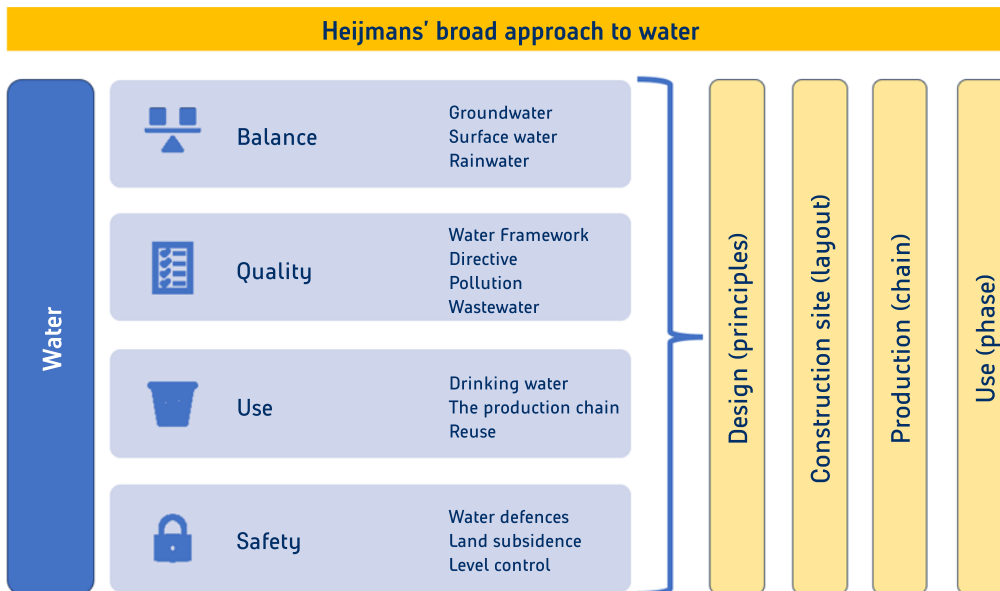 Heijmans’ broad approach to water
Water
Balance
Groundwater
Surface water
Rainwater
Quality
Water Framework
Directive
Pollution
Wastewater
Use
Drinking water
The production chain
Reuse
Safety
Water defences
Land subsidence
Level control
Design (principles)
Construction site (layout)
Production (chain)
Use (phase)